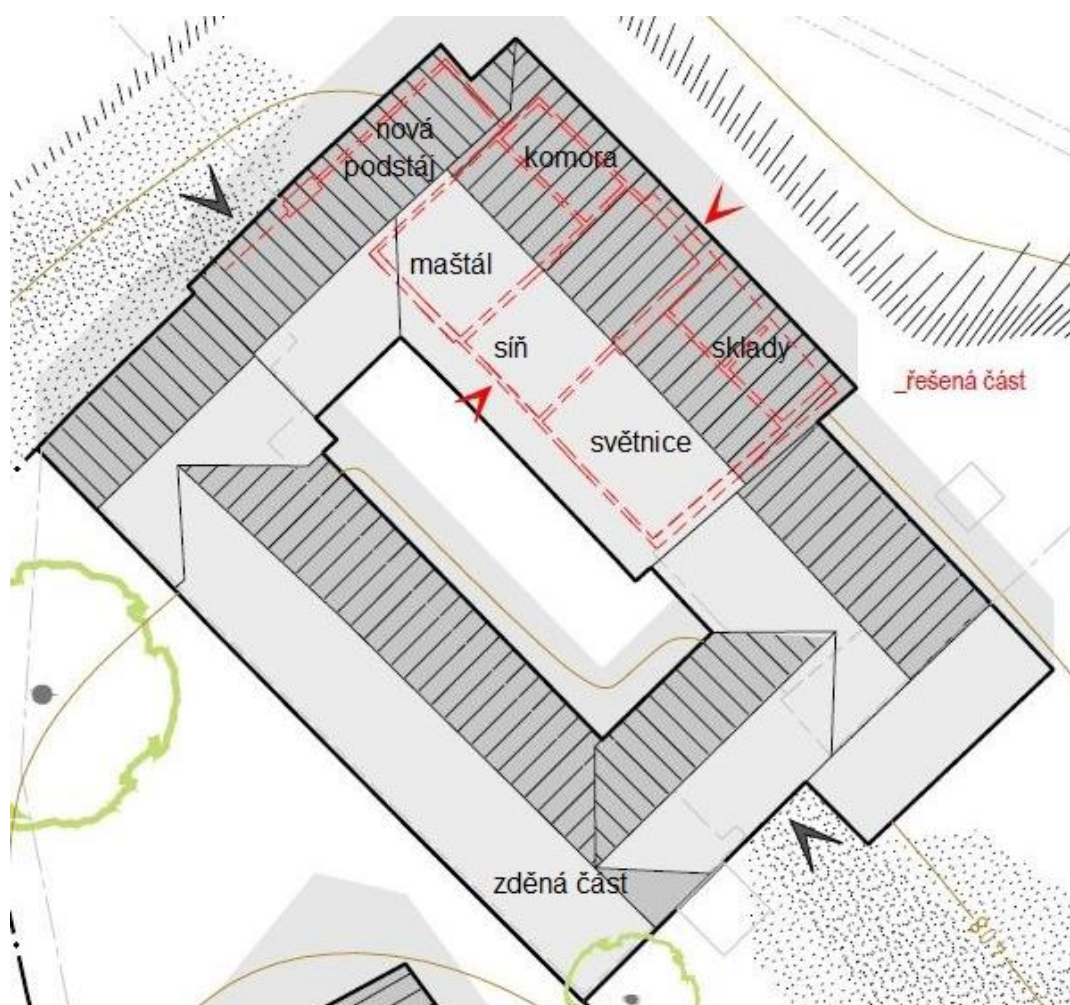 nová
podstáj
komora
maštál
síň
sklady
_řešená část
světnice
zděná část